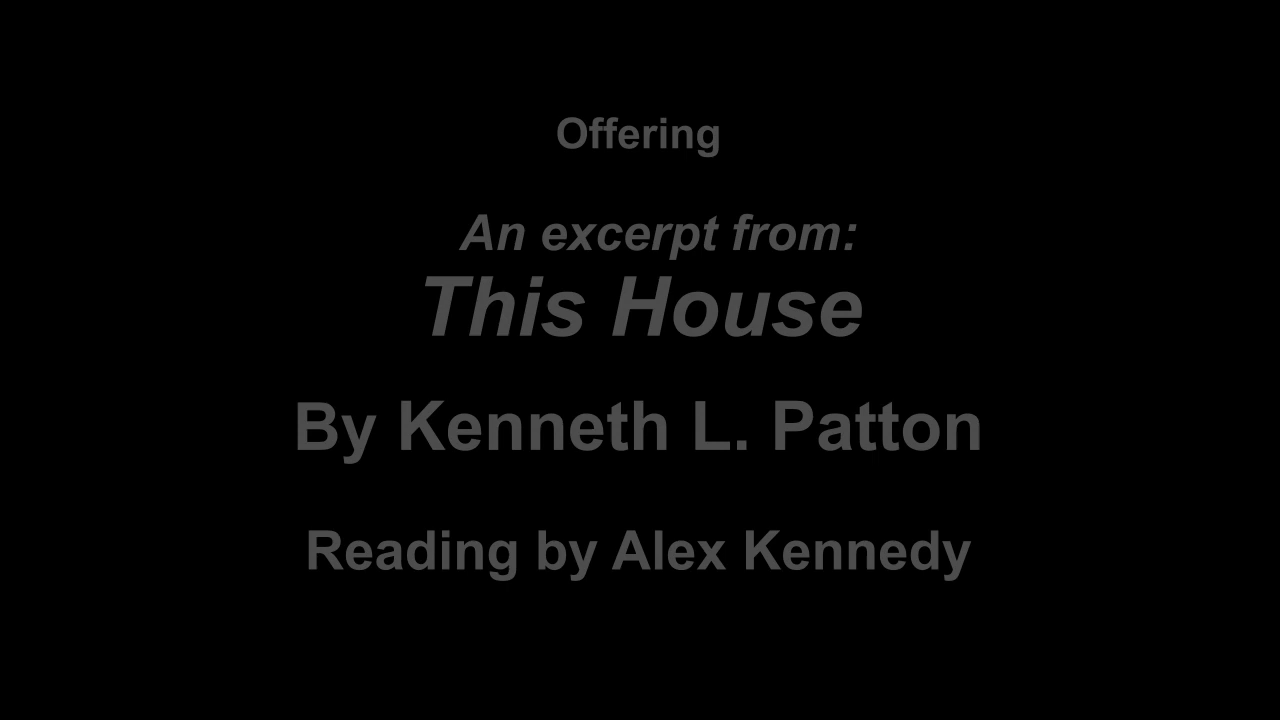 Offering
An excerpt from:
This House
By Kenneth L. Patton
Reading by Alex Kennedy